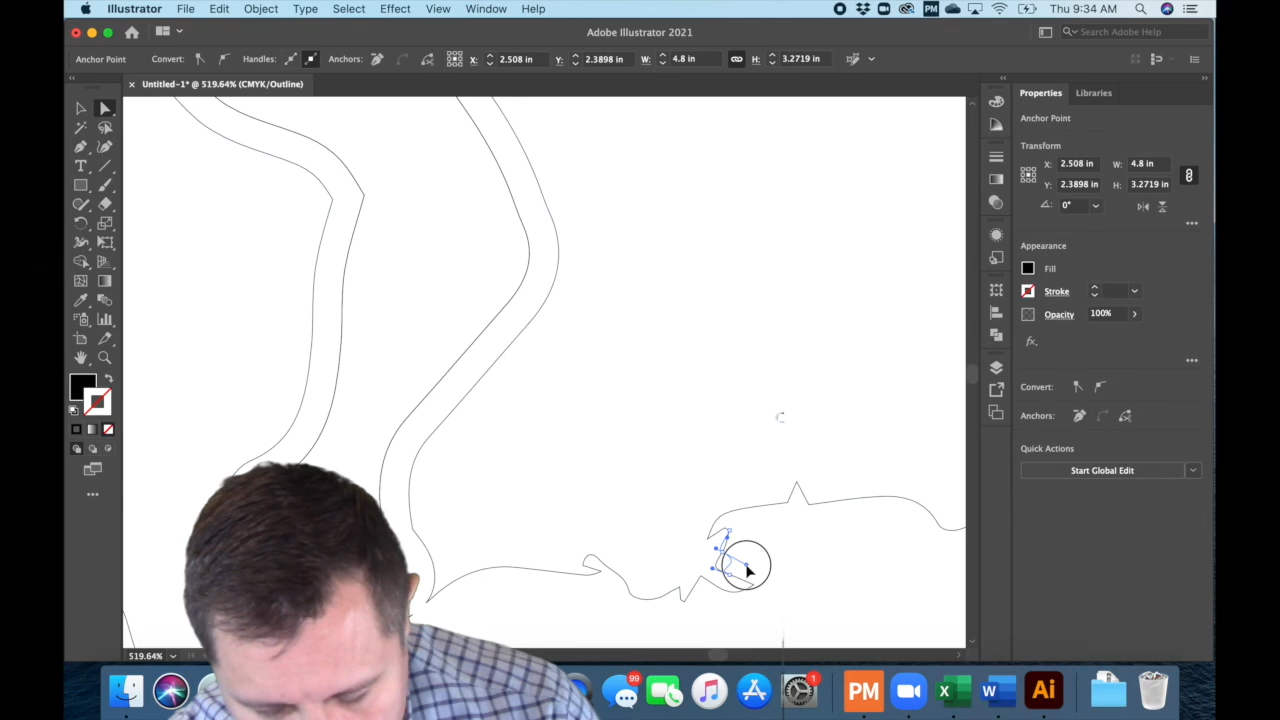 Illustrator File Edit Object Type Select Effect View Window Help PM Thu 9:34 AM
Adobe Illustrator 2021 Search Adobe Help
Anchor Point Convert: Handles: Anchors: X: 2.508 in Y: 2.3898 in W: 4.8 in H: 3.2719 in
Untitled-1* @ 519.64% (CMYK/Outline)
Properties Libraries
Anchor Point
Transform
X: 2.508 in W: 4.8 in
Y: 2.3898 in H: 3.2719 in
0°
Appearance
Fill
Stroke
Opacity 100%
fx.
Convert:
Anchors:
Quick Actions
Start Global Edit
519.64%
99 1 PM X W Ai